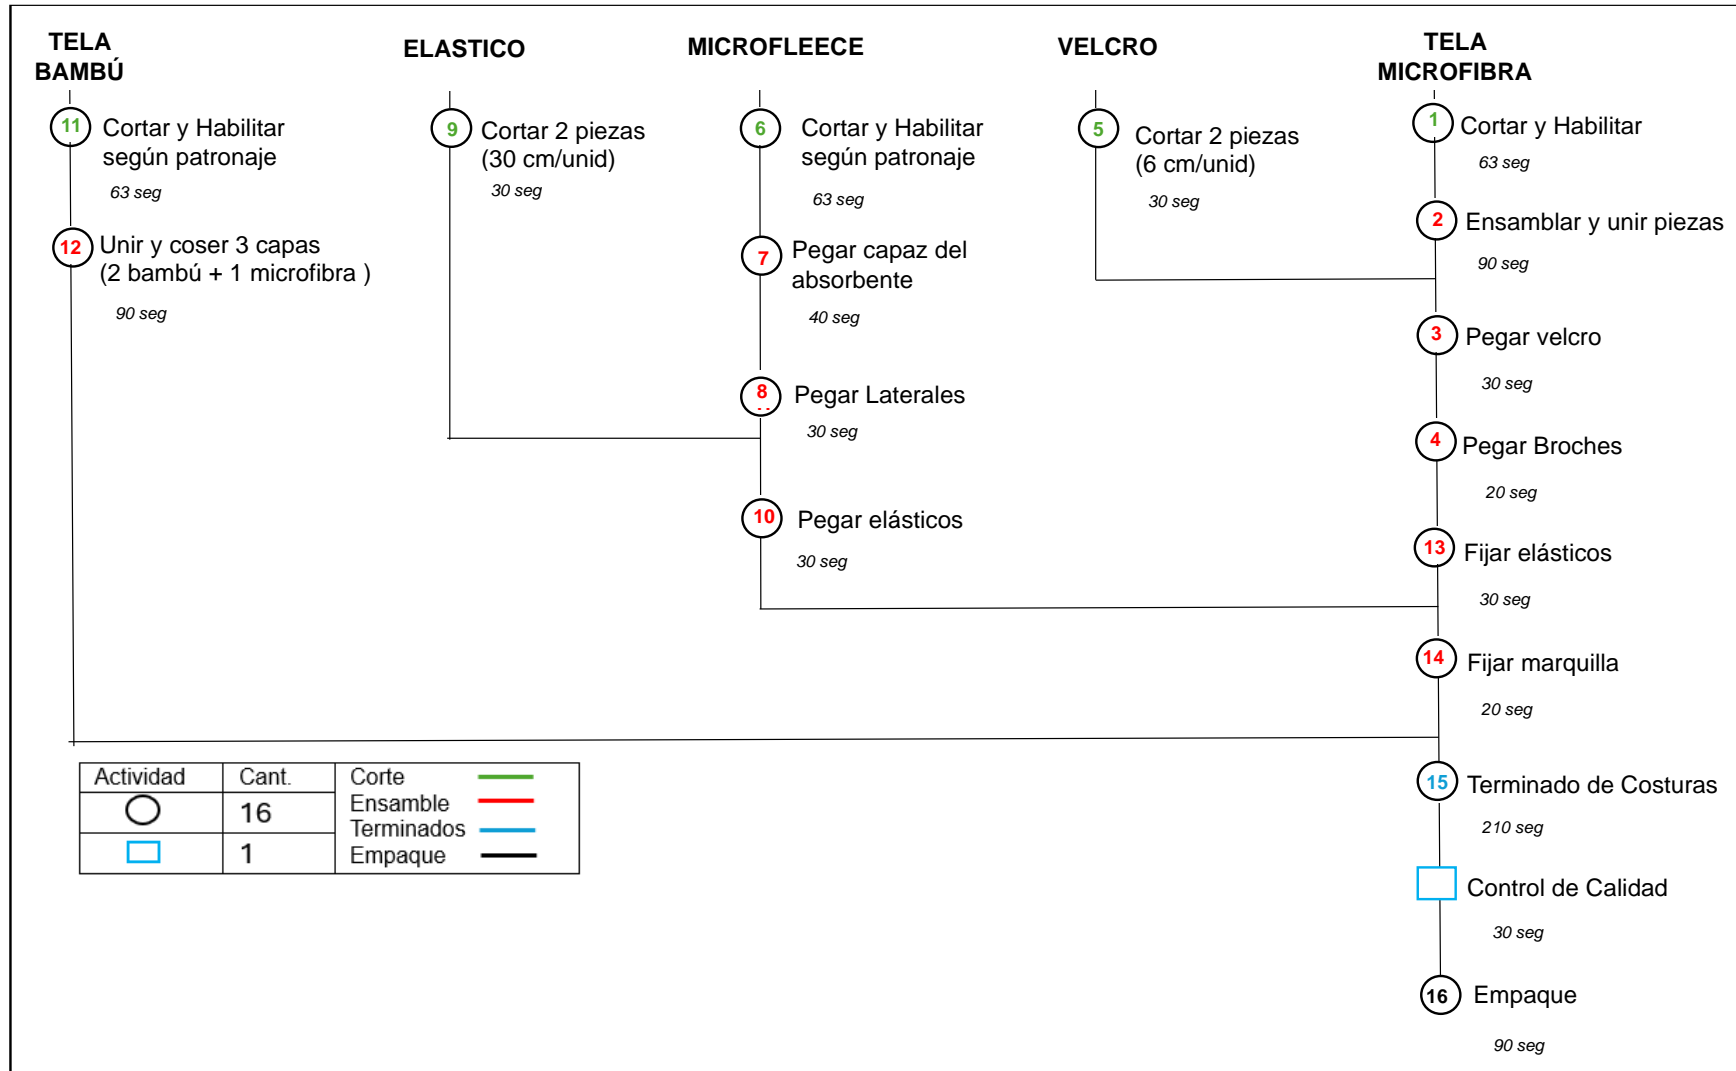 TELA
BAMBÚ
ELASTICO
MICROFLEECE
VELCRO
TELA
MICROFIBRA
11
Cortar y Habilitar
según patronaje
63 seg
12
Unir y coser 3 capas
(2 bambú + 1 microfibra )
90 seg
9
Cortar 2 piezas
(30 cm/unid)
30 seg
6
Cortar y Habilitar
según patronaje
63 seg
7
Pegar capaz del
absorbente
40 seg
8
Pegar Laterales
30 seg
10
Pegar elásticos
30 seg
5
Cortar 2 piezas
(6 cm/unid)
30 seg
1
Cortar y Habilitar
63 seg
2
Ensamblar y unir piezas
90 seg
3
Pegar velcro
30 seg
4
Pegar Broches
20 seg
13
Fijar elásticos
30 seg
14
Fijar marquilla
20 seg
15
Terminado de Costuras
210 seg
Control de Calidad
30 seg
16
Empaque
90 seg
Actividad Cant.
16
1
Corte
Ensamble
Terminados
Empaque